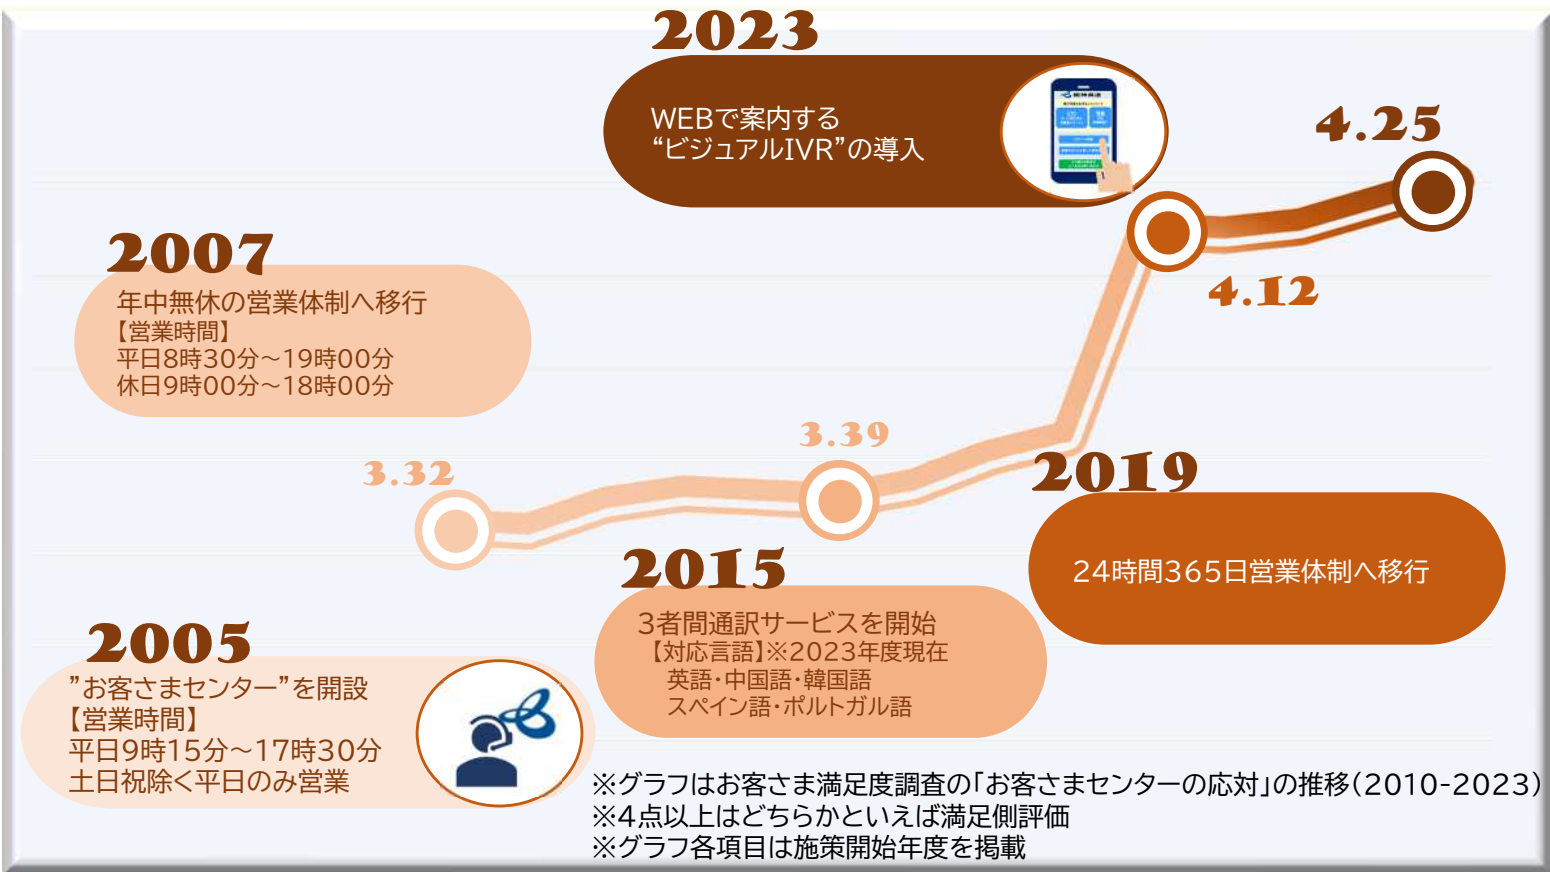 2023
WEBで案内する
“ビジュアルIVR”の導入
4.25
2007
年中無休の営業体制へ移行
【営業時間】
平日8時30分～19時00分
休日9時00分～18時00分
4.12
3.39
3.32
2019
24時間365日営業体制へ移行
2015
3者間通訳サービスを開始
【対応言語】※2023年度現在
英語・中国語・韓国語
スペイン語・ポルトガル語
2005
”お客さまセンター”を開設
【営業時間】
平日9時15分～17時30分
土日祝除く平日のみ営業
※グラフはお客さま満足度調査の「お客さまセンターの応対」の推移(2010-2023)
※4点以上はどちらかといえば満足側評価
※グラフ各項目は施策開始年度を掲載